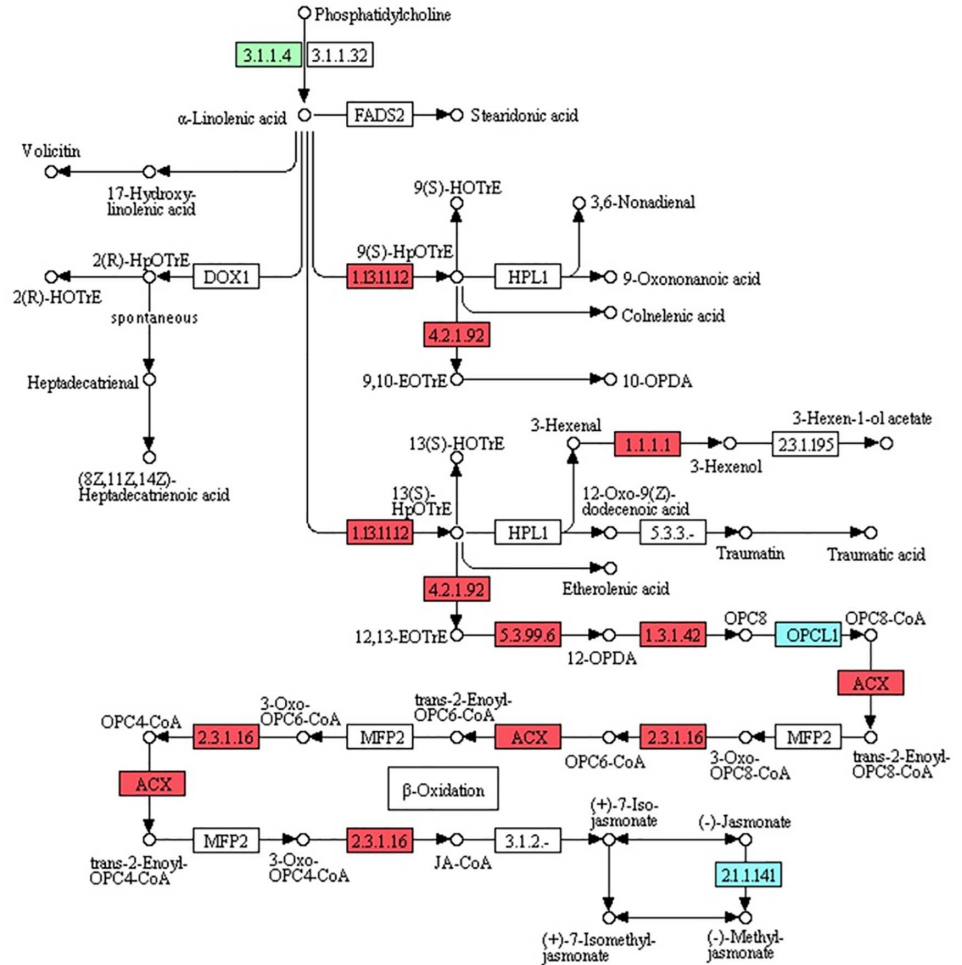 Phosphatidylcholine
3.1.1.4
3.1.1.32
α-Linolenic acid
FADS2
Stearidonic acid
Volicitin
17-Hydroxy-
linolenic acid
9(S)-HOTrE
3,6-Nonadienal
2(R)-HpOTrE
DOX1
9(S)-HpOTrE
1.13.1112
HPL1
9-Oxononanoic acid
2(R)-HOTrE
spontaneous
Colnelenic acid
4.2.1.92
Heptadecatrienal
9,10-EOTrE
10-OPDA
3-Hexenal
3-Hexen-1-ol acetate
13(S)-HOTrE
1.1.1.1
2.3.1.195
3-Hexenol
(8Z,11Z,14Z)-
Heptadecatrienoic acid
13(S)-
HpOTrE
12-Oxo-9(Z)-
dodecenoic acid
1.13.1112
HPL1
5.3.3.-
Traumatin
Traumatic acid
Etherolenic acid
4.2.1.92
12,13-EOTrE
5.3.99.6
12-OPDA
1.3.1.42
OPC8
OPCL1
OPC8-CoA
ACX
OPC4-CoA
2.3.1.16
3-Oxo-
OPC6-CoA
MFP2
trans-2-Enoyl-
OPC6-CoA
ACX
OPC6-CoA
2.3.1.16
3-Oxo-
OPC8-CoA
MFP2
trans-2-Enoyl-
OPC8-CoA
ACX
β-Oxidation
(+)-7-Iso-
jasmonate
(-)-Jasmonate
trans-2-Enoyl-
OPC4-CoA
MFP2
3-Oxo-
OPC4-CoA
2.3.1.16
JA-CoA
3.1.2.-
2.1.1.141
(+)-7-Isomethyl-
jasmonate
(-)-Methyl-
jasmonate